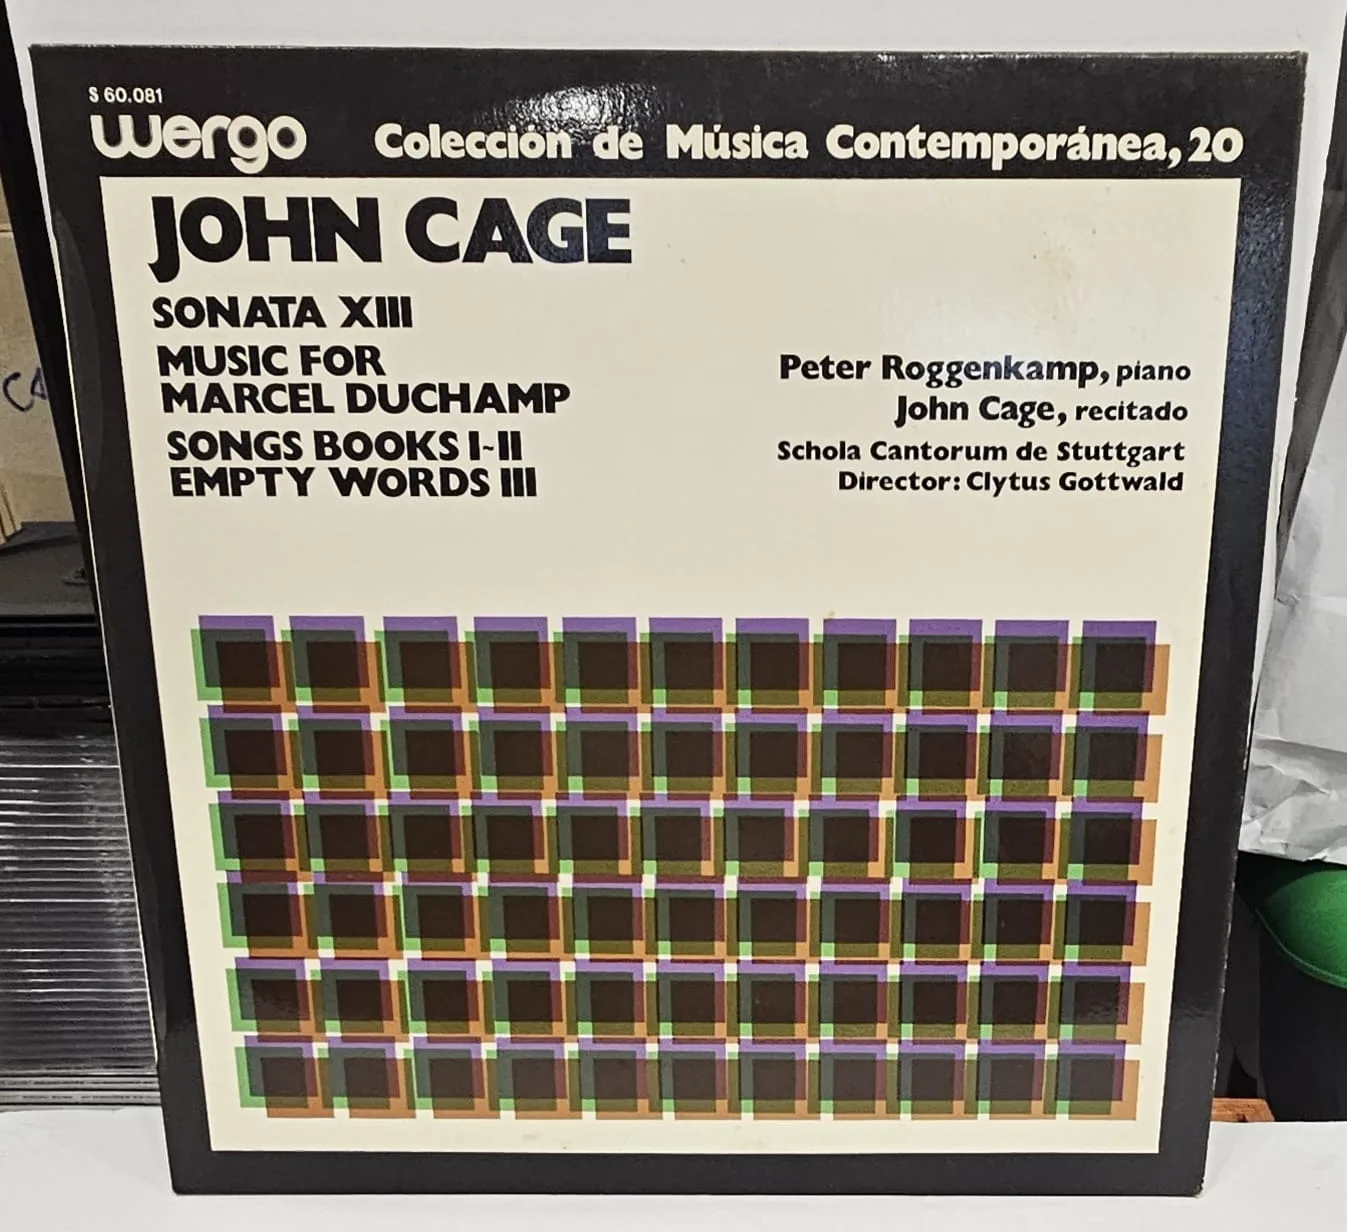 S 60.081
wergo Colección de Música Contemporánea, 20
JOHN CAGE
SONATA XIII
MUSIC FOR
MARCEL DUCHAMP
SONGS BOOKS I-II
EMPTY WORDS III
Peter Roggenkamp, piano
John Cage, recitado
Schola Cantorum de Stuttgart
Director: Clytus Gottwald